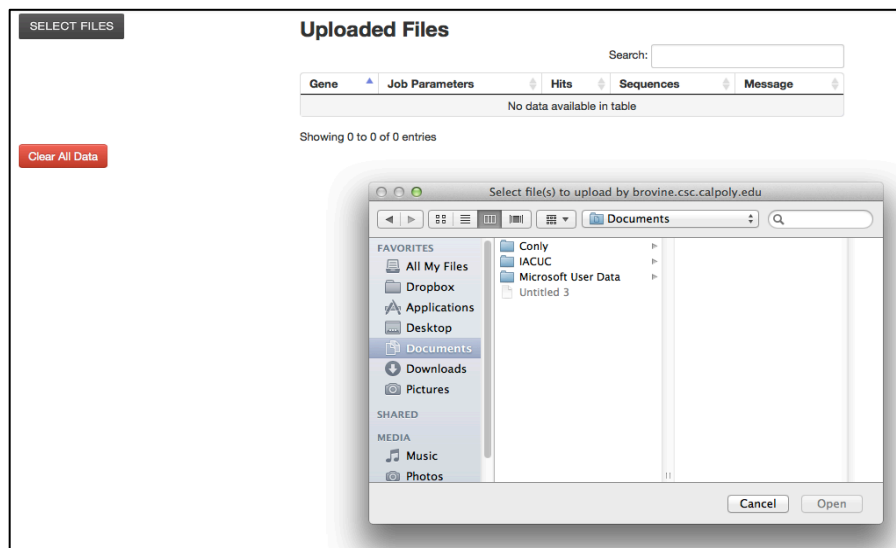 SELECT FILES
Uploaded Files
Search:
Gene Job Parameters Hits Sequences Message
No data available in table
Showing 0 to 0 of 0 entries
Clear All Data
Select file(s) to upload by brovine.csc.calpoly.edu
Documents
FAVORITES
All My Files
Dropbox
Applications
Desktop
Documents
Downloads
Pictures
SHARED
MEDIA
Music
Photos
Conly
IACUC
Microsoft User Data
Untitled 3
Cancel Open